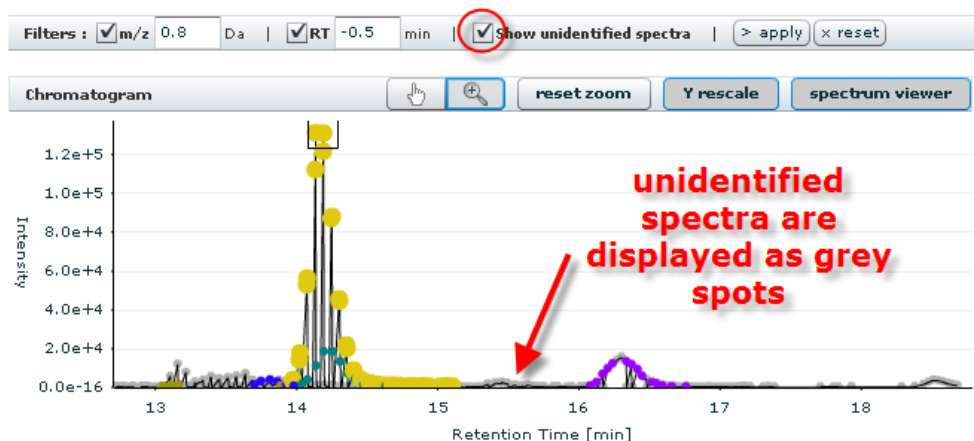 Filters : m/z 0.8 Da | RT -0.5 min | Show unidentified spectra | > apply x reset
Chromatogram reset zoom Y rescale spectrum viewer
unidentified
spectra are
displayed as grey
spots
Intensity
1.2e+5
1.0e+5
8.0e+4
6.0e+4
4.0e+4
2.0e+4
0.0e-16
13 14 15 16 17 18
Retention Time [min]